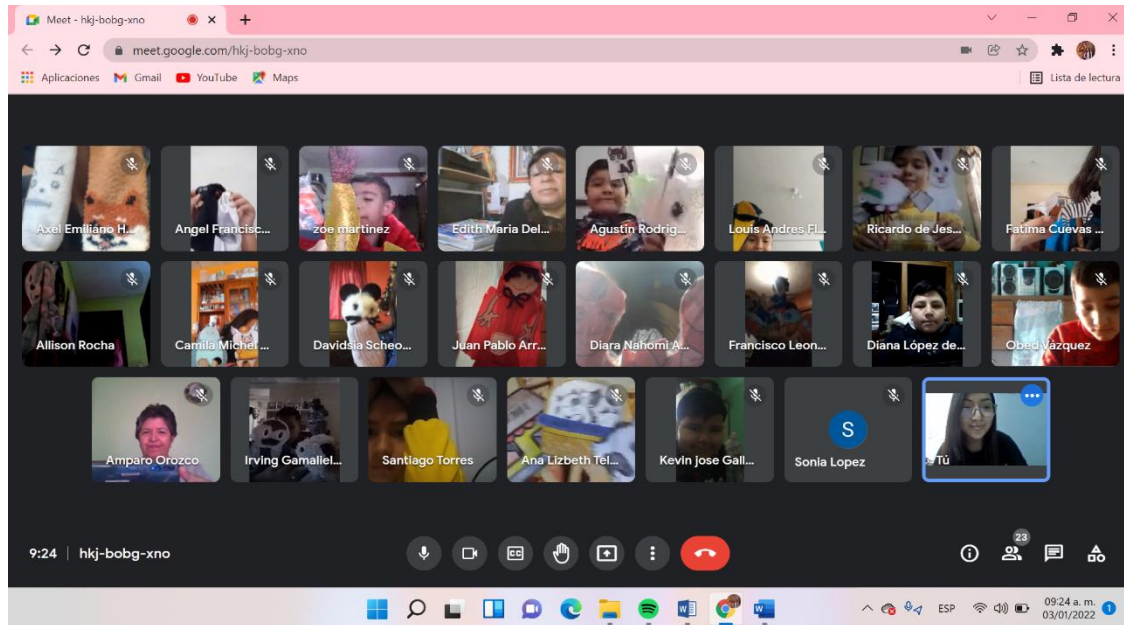 Meet - hkj-bobg-xno
meet.google.com/hkj-bobg-xno
Aplicaciones Gmail YouTube Maps Lista de lectura
Axel Emiliano H... Angel Francisc... zoe martinez Edith Maria Del... Agustín Rodrig... Louis Andres Fl... Ricardo de Jes... Fatima Cuevas ...
Allison Rocha Camila Michel ... Davidsia Scheo... Juan Pablo Arr... Diara Nahomi A... Francisco Leon... Diana López de... Obed Vázquez
S
Amparo Orozco Irving Gamaliel... Santiago Torres Ana Lizbeth Tel... Kevin jose Gall... Sonia Lopez Tú
23
9:24 | hkj-bobg-xno CC
ESP 09:24 a. m. 1
03/01/2022